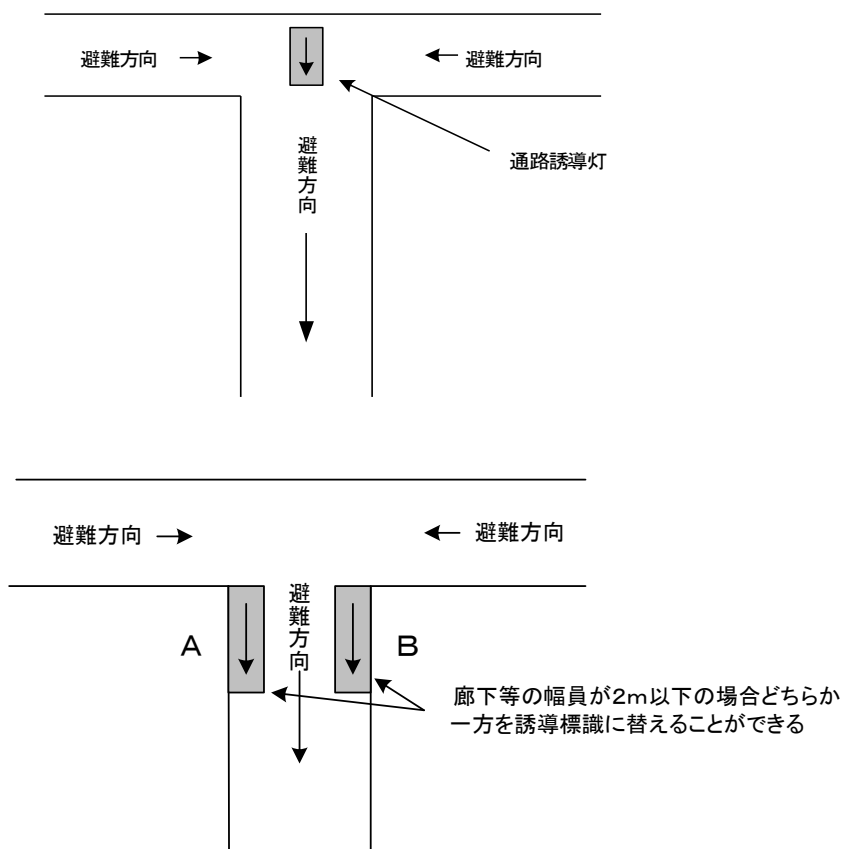 避難方向
避難方向
避難方向
通路誘導灯
避難方向
避難方向
避難方向
A
B
廊下等の幅員が2m以下の場合どちらか
一方を誘導標識に替えることができる